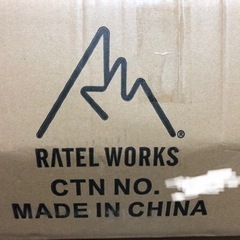 ®
RATEL WORKS
CTN NO.
MADE IN CHINA